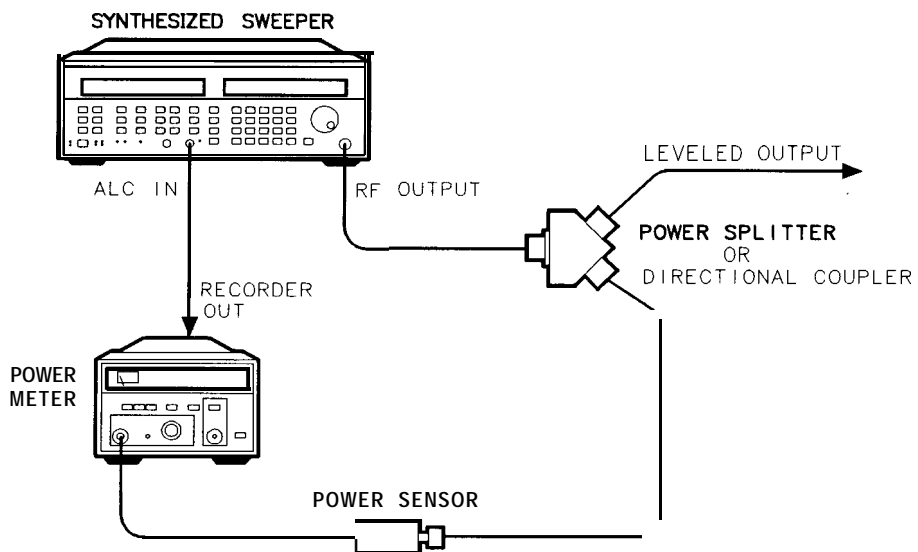 SYNTHESIZED SWEEPER
ALC IN
RF OUTPUT
LEVELED OUTPUT
POWER SPLITTER
OR
DIRECTIONAL COUPLER
RECORDER
OUT
POWER
METER
POWER SENSOR